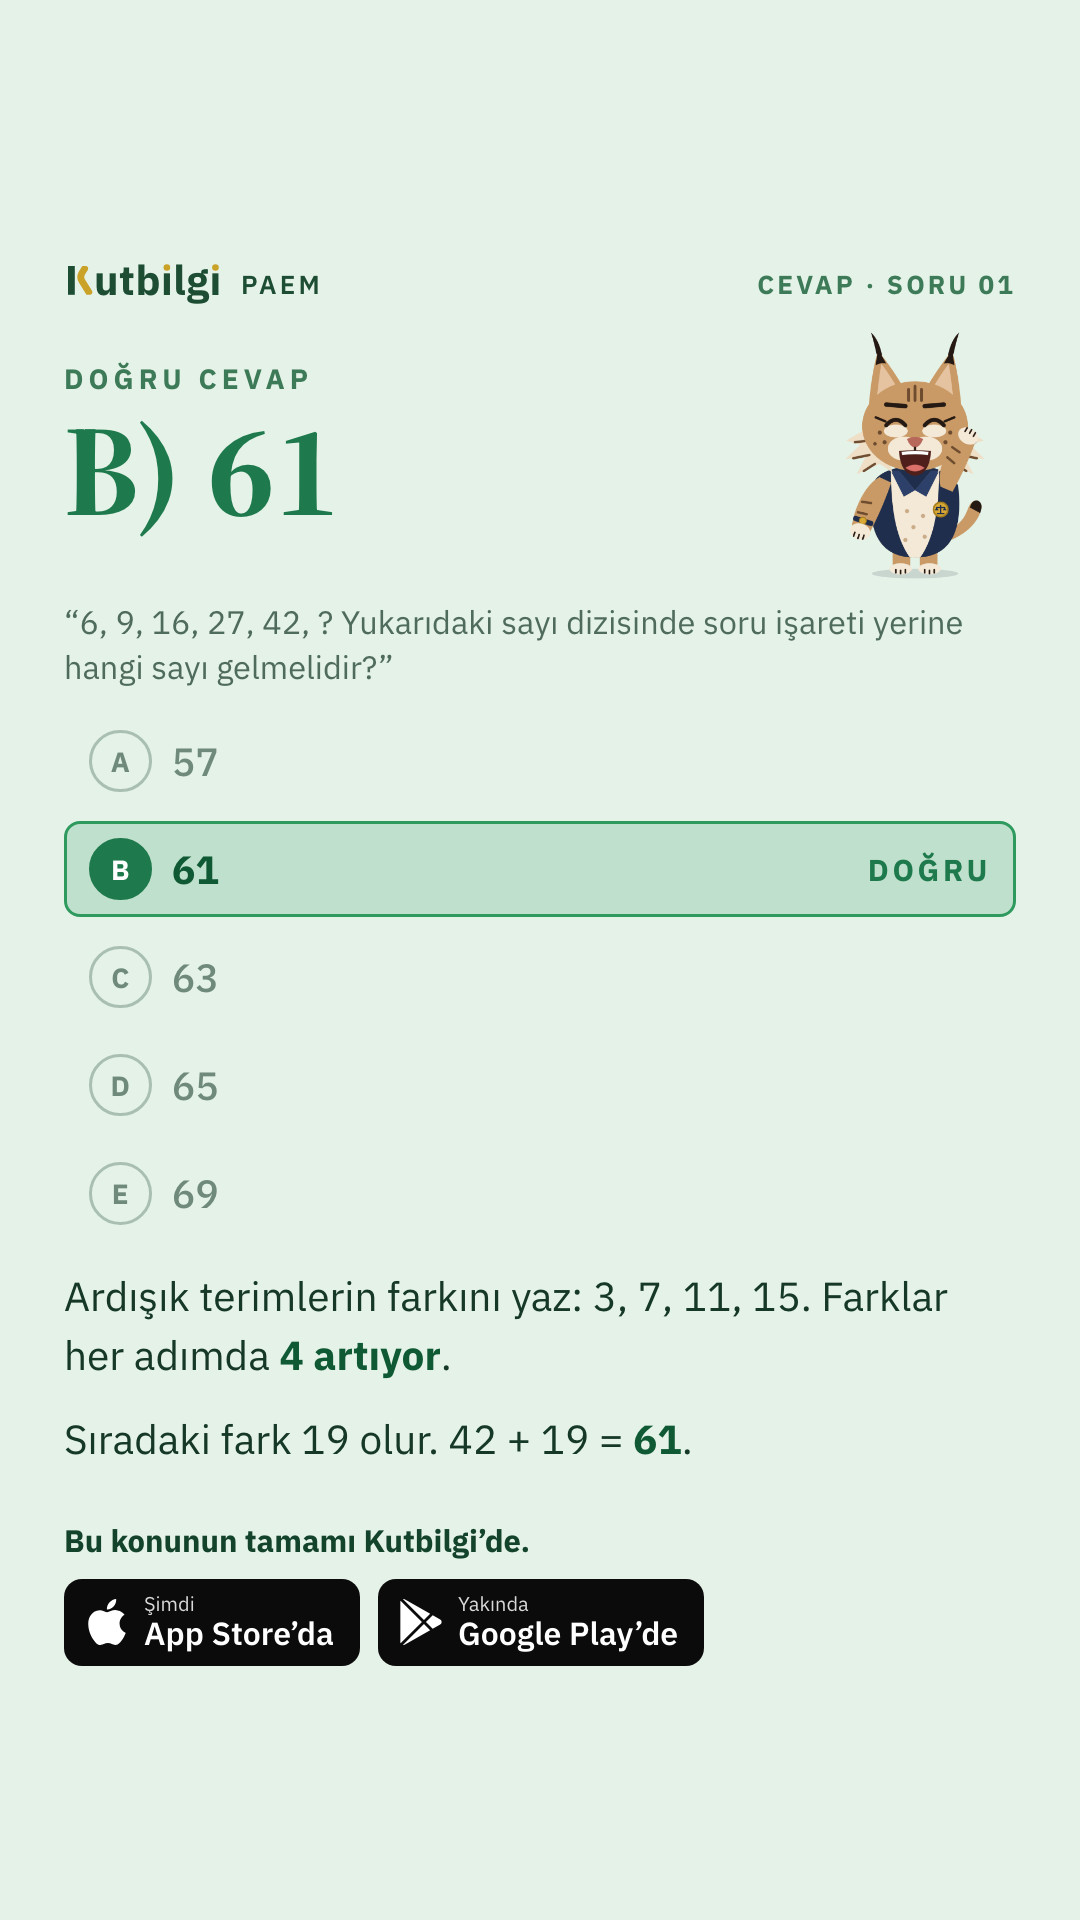 Kutbilgi PAEM
CEVAP · SORU 01
DOĞRU CEVAP
B) 61
“6, 9, 16, 27, 42, ? Yukarıdaki sayı dizisinde soru işareti yerine
hangi sayı gelmelidir?”
A 57
B 61 DOĞRU
C 63
D 65
E 69
Ardışık terimlerin farkını yaz: 3, 7, 11, 15. Farklar
her adımda 4 artıyor.
Sıradaki fark 19 olur. 42 + 19 = 61.
Bu konunun tamamı Kutbilgi’de.
Şimdi
App Store’da
Yakında
Google Play’de